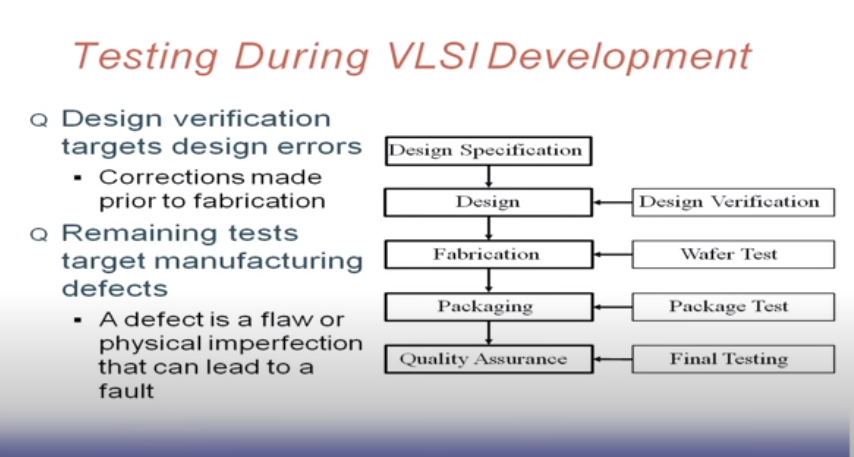 Testing During VLSI Development
Q Design verification
targets design errors
▪ Corrections made
prior to fabrication
Q Remaining tests
target manufacturing
defects
▪ A defect is a flaw or
physical imperfection
that can lead to a
fault
Design Specification
Design
Design Verification
Fabrication
Wafer Test
Packaging
Package Test
Quality Assurance
Final Testing